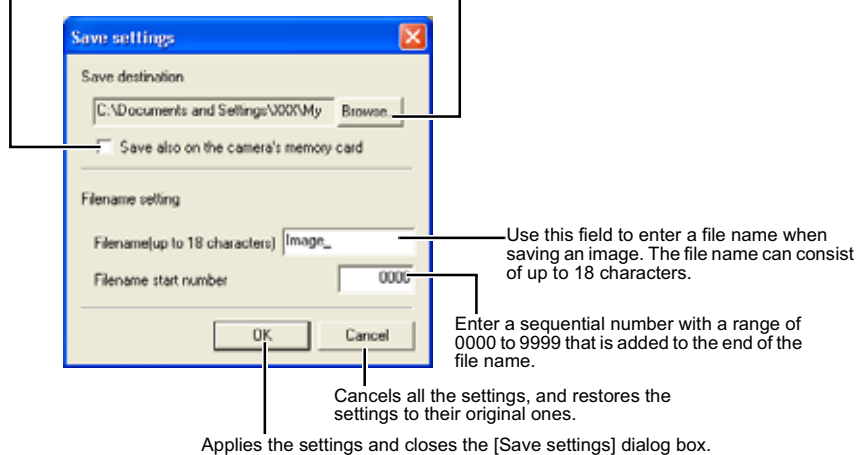 Save settings
Save destination
C:\Documents and Settings\XXX\My Browse...
Save also on the camera's memory card
Filename setting
Filename(up to 18 characters) Image_
Use this field to enter a file name when
saving an image. The file name can consist
of up to 18 characters.
Filename start number 0000
Enter a sequential number with a range of
0000 to 9999 that is added to the end of the
file name.
OK Cancel
Cancels all the settings, and restores the
settings to their original ones.
Applies the settings and closes the [Save settings] dialog box.